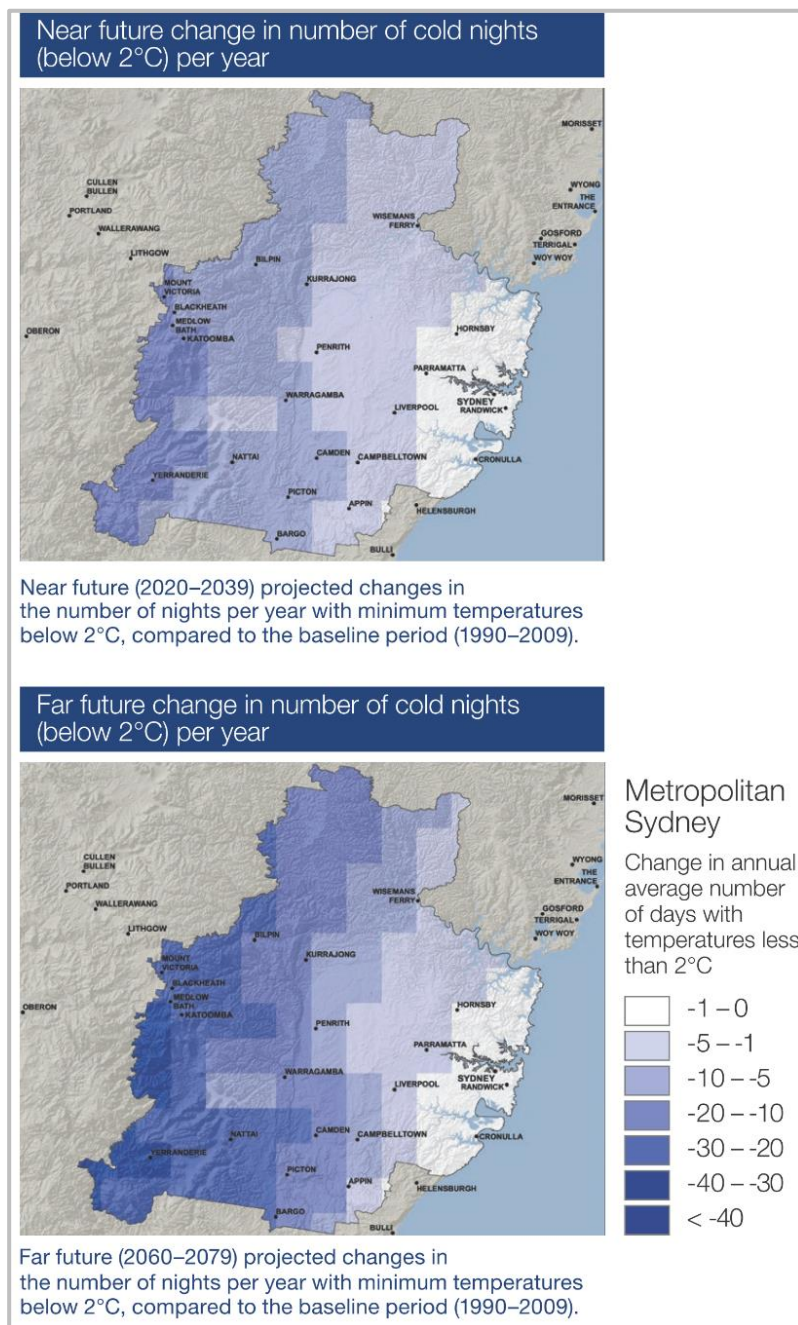 Near future change in number of cold nights
(below 2°C) per year
MORISSET
CULLEN
BULLEN
WYONG
PORTLAND
THE
ENTRANCE
WALLERAWANG
WISEMANS
FERRY
GOSFORD
TERRIGAL
LITHGOW
BILPIN
WOY WOY
KURRAJONG
MOUNT
VICTORIA
BLACKHEATH
MEDLOW
BATH
OBERON
KATOOMBA
HORNSBY
PENRITH
PARRAMATTA
WARRAGAMBA
SYDNEY
LIVERPOOL
RANDWICK
NATTAI
CAMDEN
CAMPBELLTOWN
CRONULLA
YERRANDERIE
PICTON
APPIN
HELENSBURGH
BARGO
BULLI
Near future (2020–2039) projected changes in
the number of nights per year with minimum temperatures
below 2°C, compared to the baseline period (1990–2009).
Far future change in number of cold nights
(below 2°C) per year
MORISSET
CULLEN
BULLEN
WYONG
PORTLAND
THE
ENTRANCE
WALLERAWANG
WISEMANS
FERRY
GOSFORD
TERRIGAL
LITHGOW
BILPIN
WOY WOY
KURRAJONG
MOUNT
VICTORIA
BLACKHEATH
MEDLOW
BATH
OBERON
KATOOMBA
HORNSBY
PENRITH
PARRAMATTA
WARRAGAMBA
SYDNEY
LIVERPOOL
RANDWICK
NATTAI
CAMDEN
CAMPBELLTOWN
CRONULLA
YERRANDERIE
PICTON
APPIN
HELENSBURGH
BARGO
BULLI
Metropolitan
Sydney
Change in annual
average number
of days with
temperatures less
than 2°C
-1 – 0
-5 – -1
-10 – -5
-20 – -10
-30 – -20
-40 – -30
< -40
Far future (2060–2079) projected changes in
the number of nights per year with minimum temperatures
below 2°C, compared to the baseline period (1990–2009).